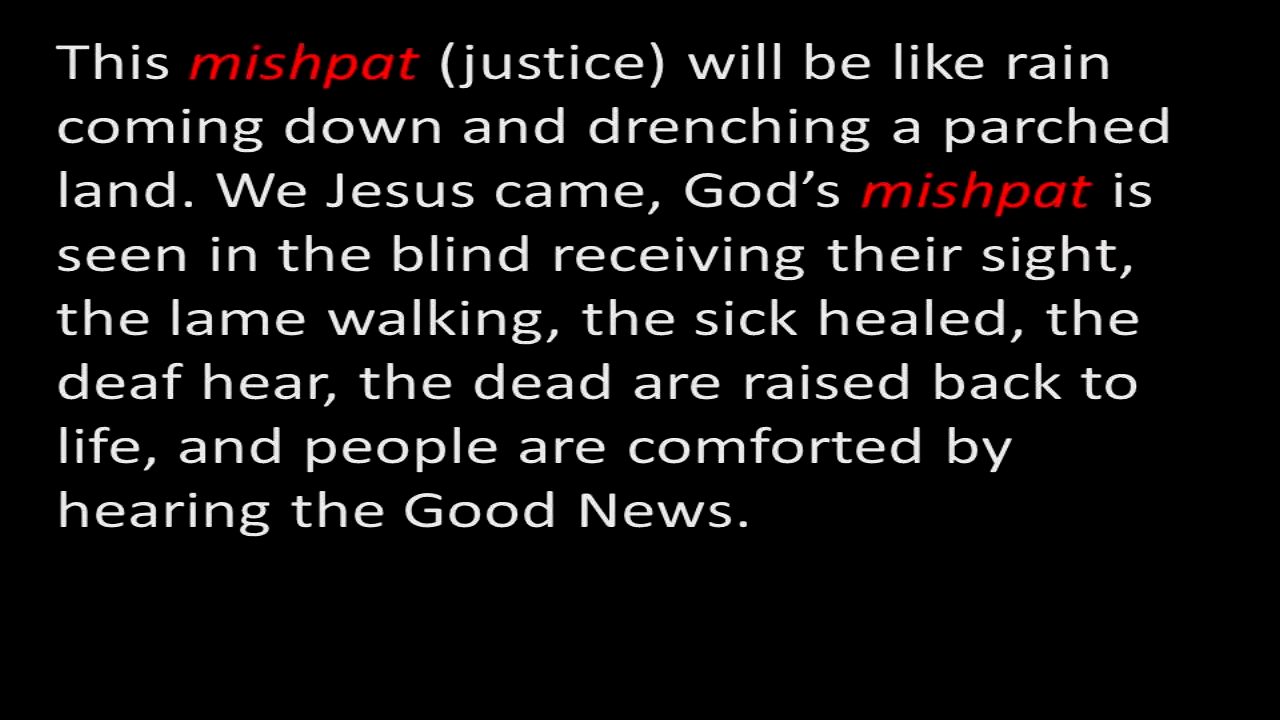 This mishpat (justice) will be like rain
coming down and drenching a parched
land. We Jesus came, God’s mishpat is
seen in the blind receiving their sight,
the lame walking, the sick healed, the
deaf hear, the dead are raised back to
life, and people are comforted by
hearing the Good News.